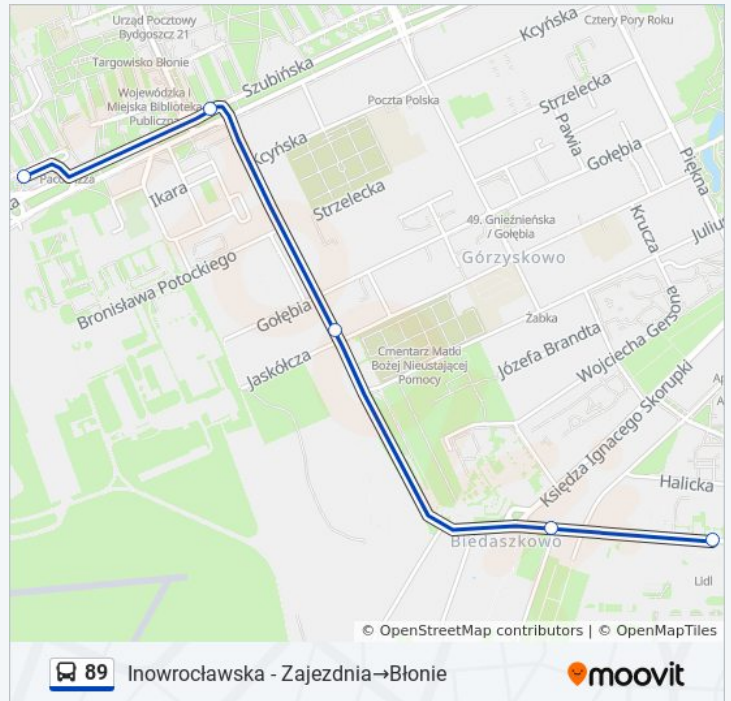 Urząd Pocztowy
Bydgoszcz 21
Cztery Pory Roku
Kcyńska
Targowisko Błonie
Szubińska
Wojewódzka I
Miejska Biblioteka
Publiczna
Poczta Polska
Strzelecka
Kcyńska
Pawia
Gołębia
Piękna
Ikara
Strzelecka
49. Gnieźnieńska
/ Gołębia
Krucza
Juliu
Górzyskowo
Bronisława Potockiego
Gołębia
Żabka
Wojciecha Gersona
Józefa Brandta
Jaskółcza
Cmentarz Matki
Bożej Nieustającej
Pomocy
Księdza Ignacego Skorupki
Halicka
Biedaszkowo
Lidl
© OpenStreetMap contributors | © OpenMapTiles
89 Inowrocławska - Zajezdnia→Błonie
moovit